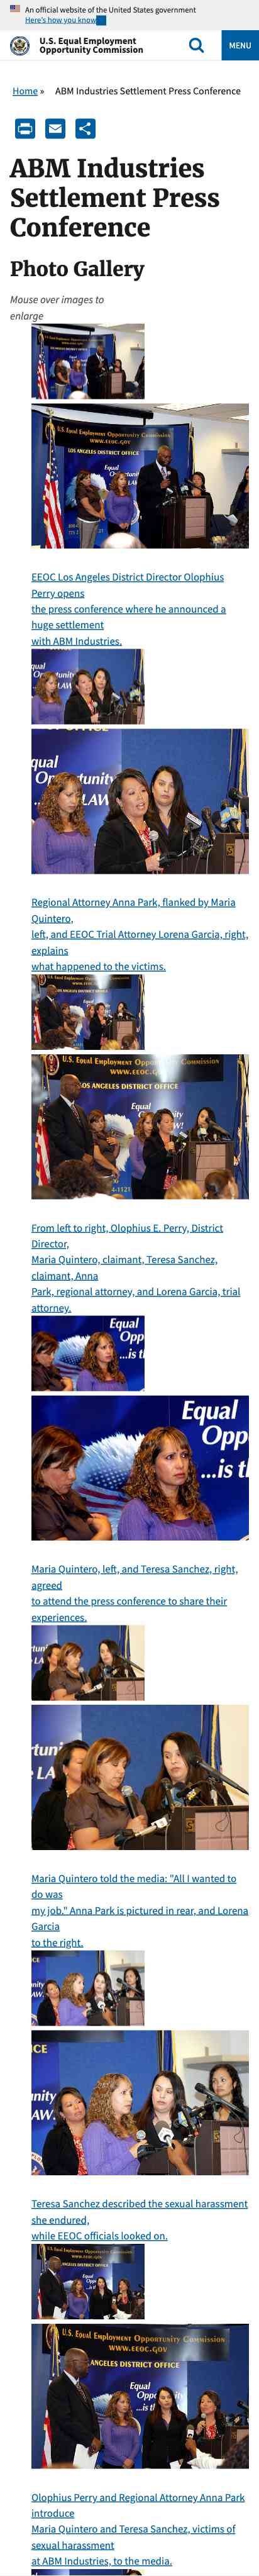 An official website of the United States government
Here's how you know
U.S. Equal Employment
Opportunity Commission
MENU
Home » ABM Industries Settlement Press Conference
ABM Industries
Settlement Press
Conference
Photo Gallery
Mouse over images to
enlarge
U.S. Equal Employment Opportunity Commission
www.eeoc.gov
LOS ANGELES DISTRICT OFFICE
Equal
EEOC Los Angeles District Director Olophius
Perry opens
the press conference where he announced a
huge settlement
with ABM Industries.
qual
LAW
qual
Opportunity
LAW
Regional Attorney Anna Park, flanked by Maria
Quintero,
left, and EEOC Trial Attorney Lorena Garcia, right,
explains
what happened to the victims.
U.S. Equal Employment Opportunity Commission
www.eeoc.gov
LOS ANGELES DISTRICT OFFICE
Equal
From left to right, Olophius E. Perry, District
Director,
Maria Quintero, claimant, Teresa Sanchez,
claimant, Anna
Park, regional attorney, and Lorena Garcia, trial
attorney.
Equal
Opp
...is t
Equal
Opp
...is t
Maria Quintero, left, and Teresa Sanchez, right,
agreed
to attend the press conference to share their
experiences.
LA
Maria Quintero told the media: "All I wanted to
do was
my job." Anna Park is pictured in rear, and Lorena
Garcia
to the right.
ICE
AW
ICE
nity
AW.
Teresa Sanchez described the sexual harassment
she endured,
while EEOC officials looked on.
U.S. Equal Employment Opportunity Commission
www.eeoc.gov
LOS ANGELES DISTRICT OFFICE
Equal
Oppo
...is t
Olophius Perry and Regional Attorney Anna Park
introduce
Maria Quintero and Teresa Sanchez, victims of
sexual harassment
at ABM Industries, to the media.